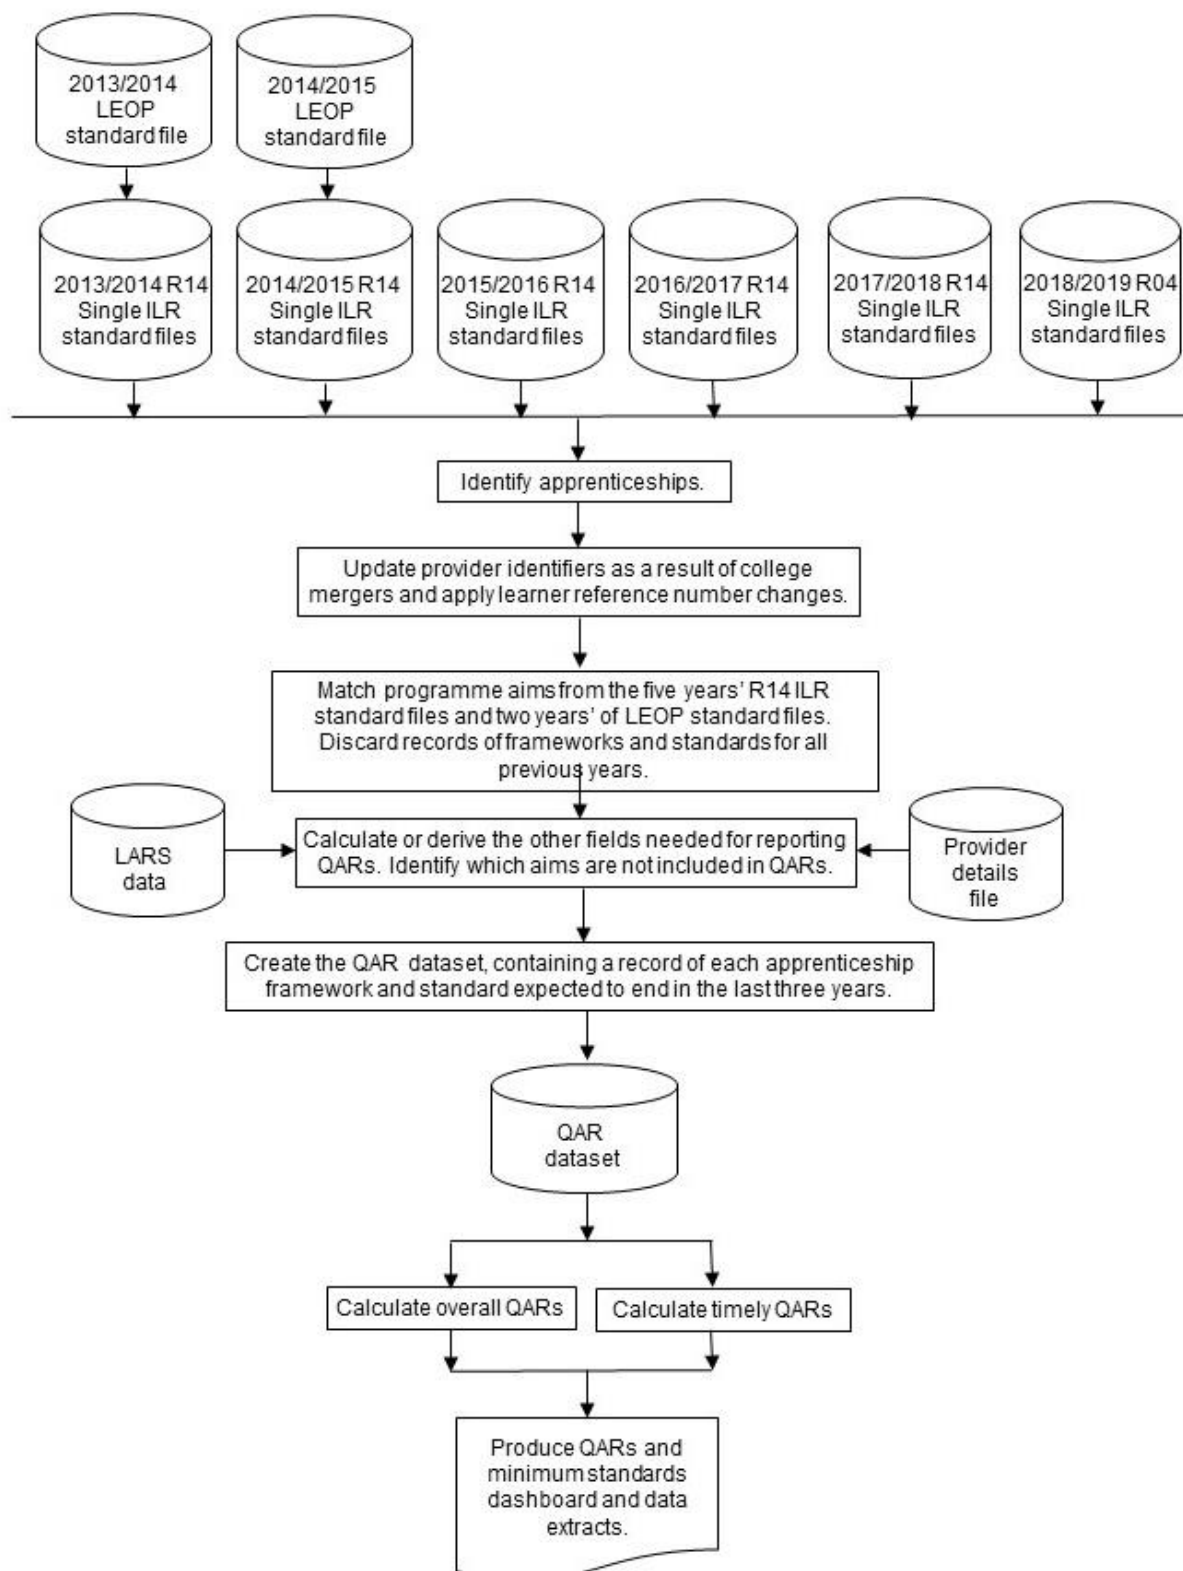 2013/2014
LEOP
standard file
2014/2015
LEOP
standard file
2013/2014 R14
Single ILR
standard files
2014/2015 R14
Single ILR
standard files
2015/2016 R14
Single ILR
standard files
2016/2017 R14
Single ILR
standard files
2017/2018 R14
Single ILR
standard files
2018/2019 R04
Single ILR
standard files
Identify apprenticeships.
Update provider identifiers as a result of college
mergers and apply learner reference number changes.
Match programme aims from the five years’ R14 ILR
standard files and two years’ of LEOP standard files.
Discard records of frameworks and standards for all
previous years.
LARS
data
Calculate or derive the other fields needed for reporting
QARs. Identify which aims are not included in QARs.
Provider
details
file
Create the QAR dataset, containing a record of each apprenticeship
framework and standard expected to end in the last three years.
QAR
dataset
Calculate overall QARs
Calculate timely QARs
Produce QARs and
minimum standards
dashboard and data
extracts.